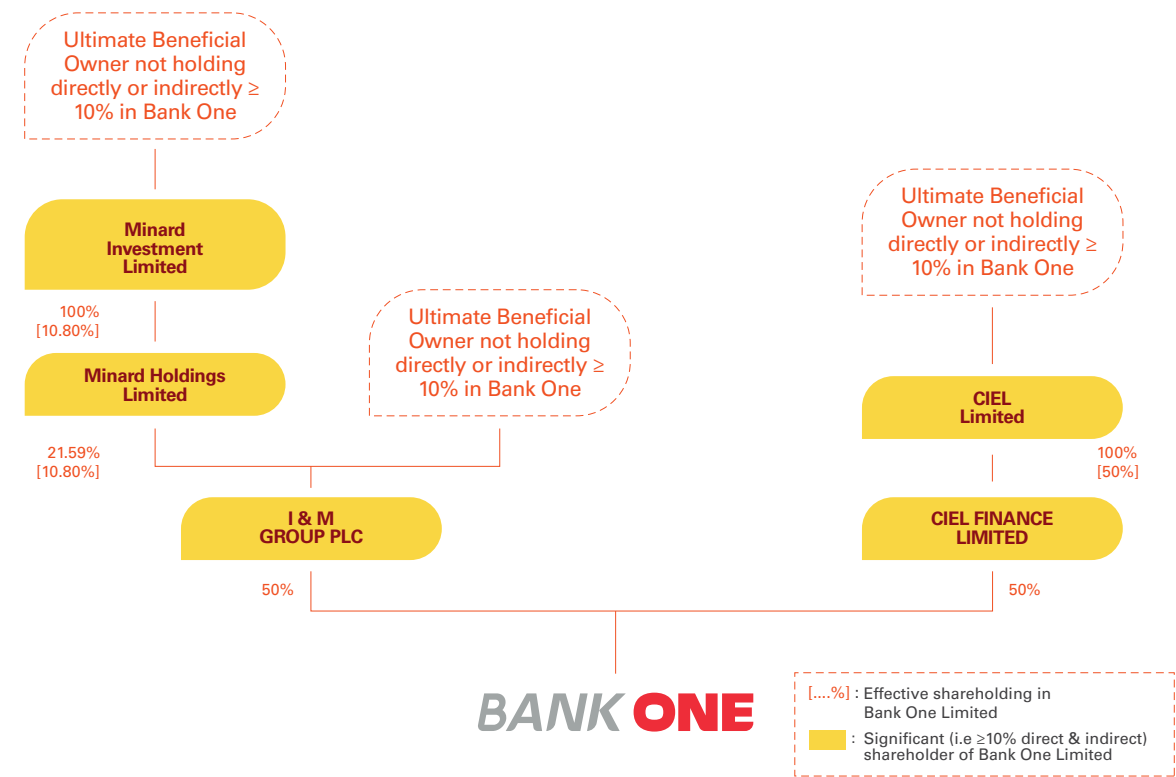 Ultimate Beneficial
Owner not holding
directly or indirectly ≥
10% in Bank One
Minard
Investment
Limited
100%
[10.80%]
Minard Holdings
Limited
21.59%
[10.80%]
Ultimate Beneficial
Owner not holding
directly or indirectly ≥
10% in Bank One
I & M
GROUP PLC
50%
Ultimate Beneficial
Owner not holding
directly or indirectly ≥
10% in Bank One
CIEL
Limited
100%
[50%]
CIEL FINANCE
LIMITED
50%
BANK ONE
[....%] : Effective shareholding in
Bank One Limited
: Significant (i.e ≥10% direct & indirect)
shareholder of Bank One Limited